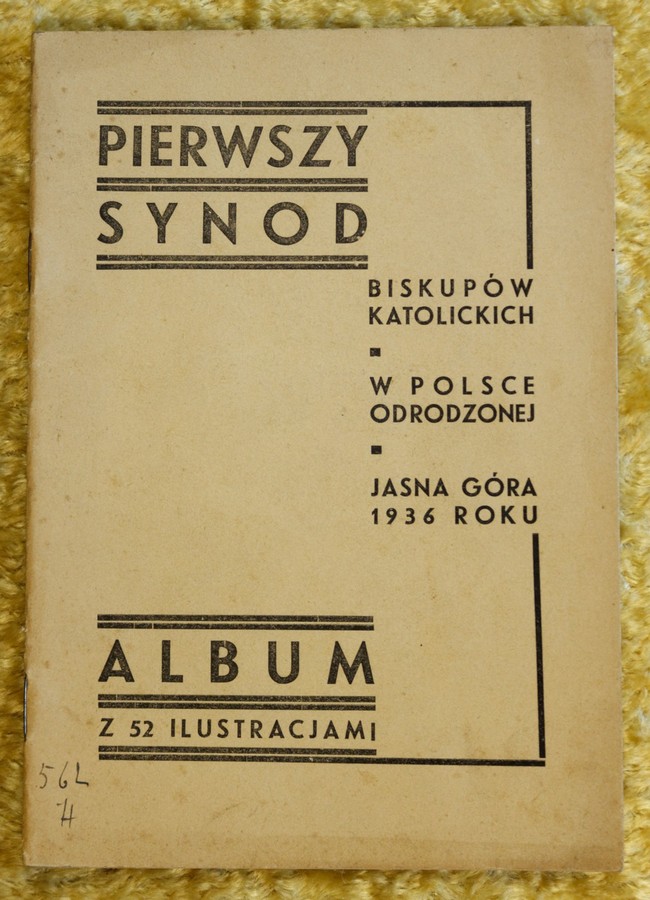 PIERWSZY
SYNOD
BISKUPÓW
KATOLICKICH
W POLSCE
ODRODZONEJ
JASNA GÓRA
1936 ROKU
ALBUM
Z 52 ILUSTRACJAMI